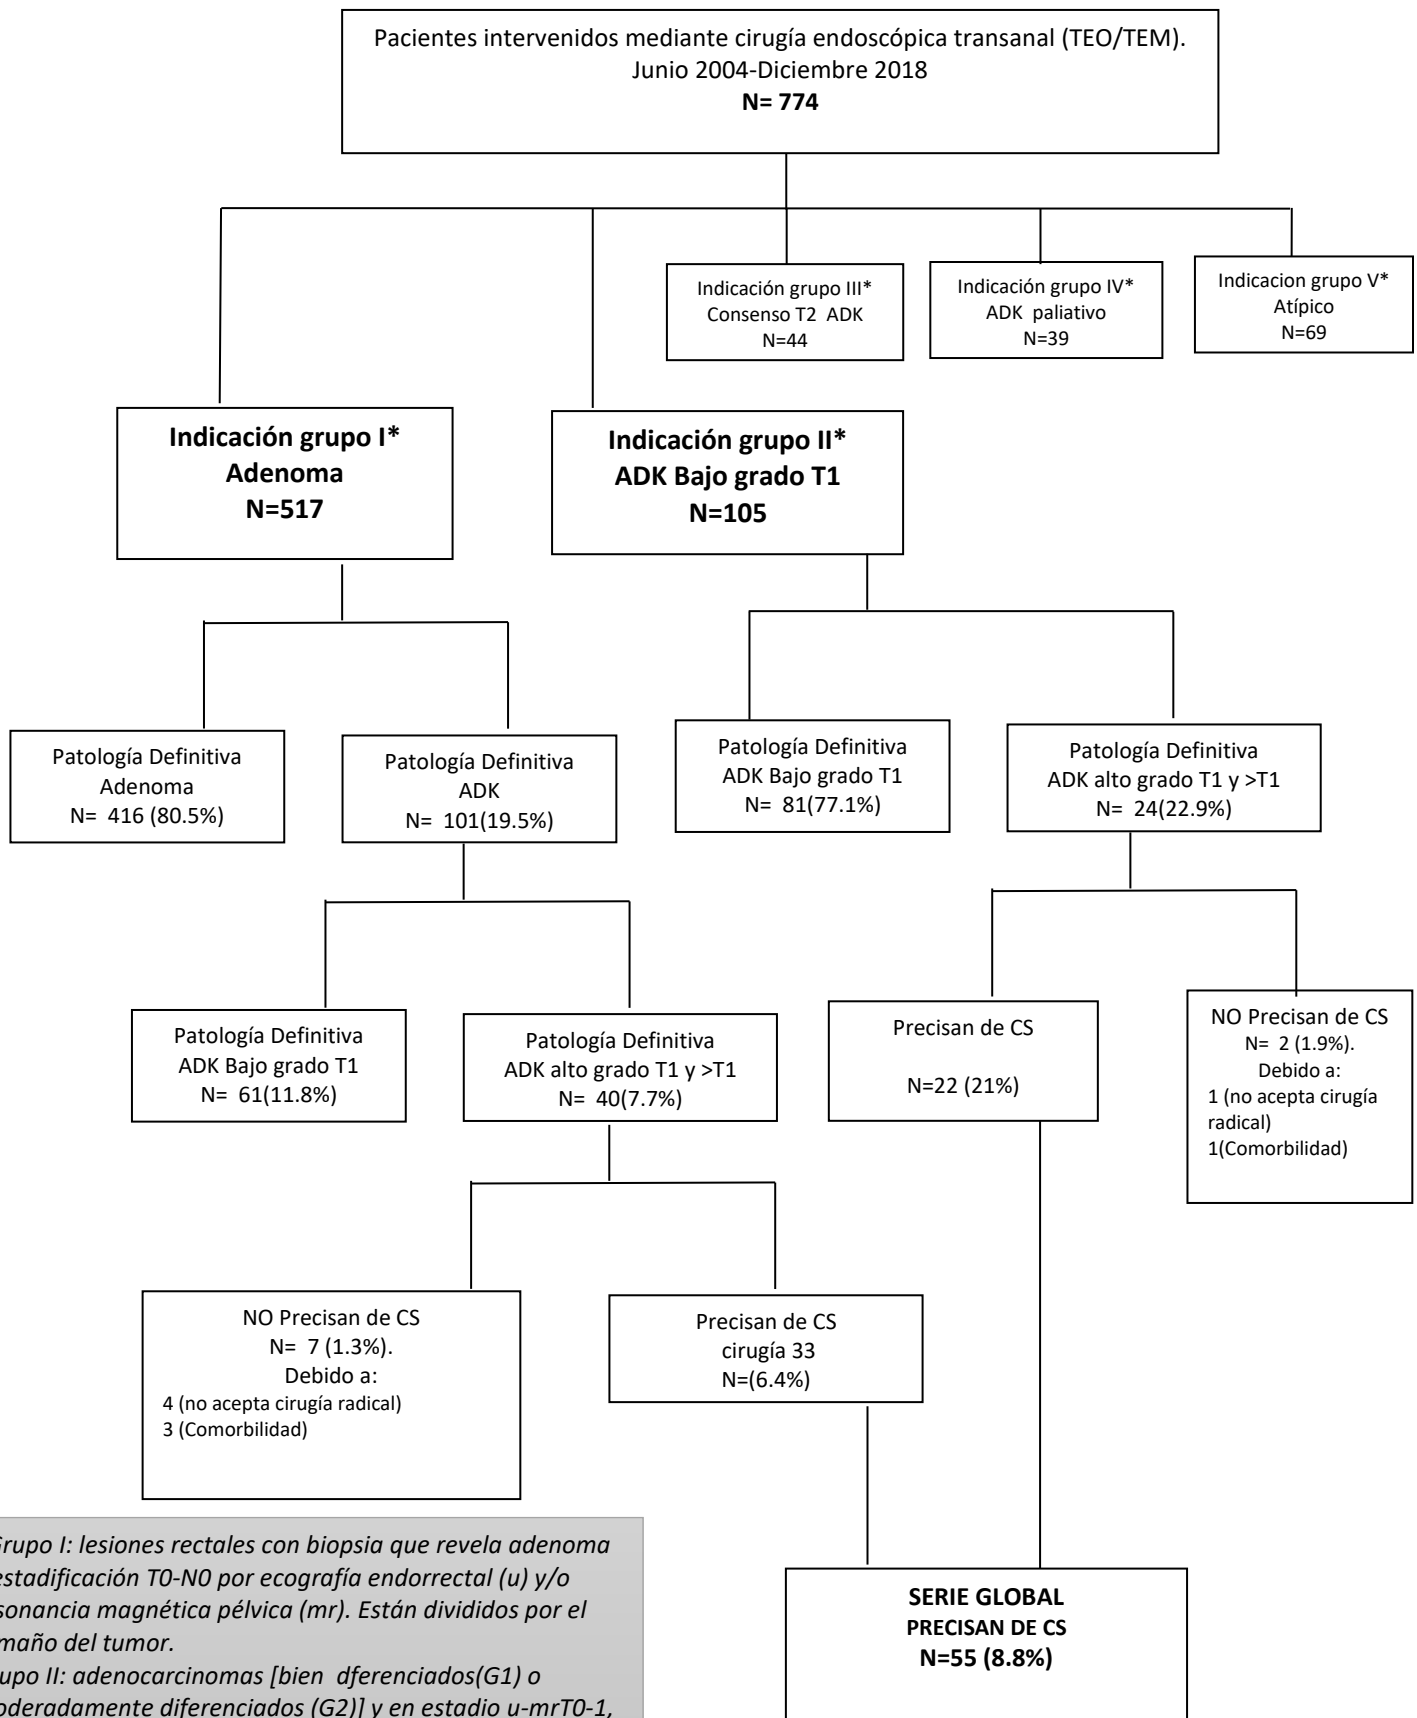 Pacientes intervenidos mediante cirugía endoscópica transanal (TEO/TEM).
Junio 2004-Diciembre 2018
N= 774
Indicación grupo III*
Consenso T2 ADK
N=44
Indicación grupo IV*
ADK paliativo
N=39
Indicacion grupo V*
Atípico
N=69
Indicación grupo I*
Adenoma
N=517
Indicación grupo II*
ADK Bajo grado T1
N=105
Patología Definitiva
Adenoma
N= 416 (80.5%)
Patología Definitiva
ADK
N= 101(19.5%)
Patología Definitiva
ADK Bajo grado T1
N= 81(77.1%)
Patología Definitiva
ADK alto grado T1 y >T1
N= 24(22.9%)
Patología Definitiva
ADK Bajo grado T1
N= 61(11.8%)
Patología Definitiva
ADK alto grado T1 y >T1
N= 40(7.7%)
Precisan de CS
N=22 (21%)
NO Precisan de CS
N= 2 (1.9%).
Debido a:
1 (no acepta cirugía
radical)
1(Comorbilidad)
NO Precisan de CS
N= 7 (1.3%).
Debido a:
4 (no acepta cirugía radical)
3 (Comorbilidad)
Precisan de CS
cirugía 33
N=(6.4%)
SERIE GLOBAL
PRECISAN DE CS
N=55 (8.8%)
Grupo I: lesiones rectales con biopsia que revela adenoma
estadificación T0-N0 por ecografía endorrectal (u) y/o
sonancia magnética pélvica (mr). Están divididos por el
maño del tumor.
upo II: adenocarcinomas [bien dferenciados(G1) o
oderadamente diferenciados (G2)] y en estadio u-mrT0-1,